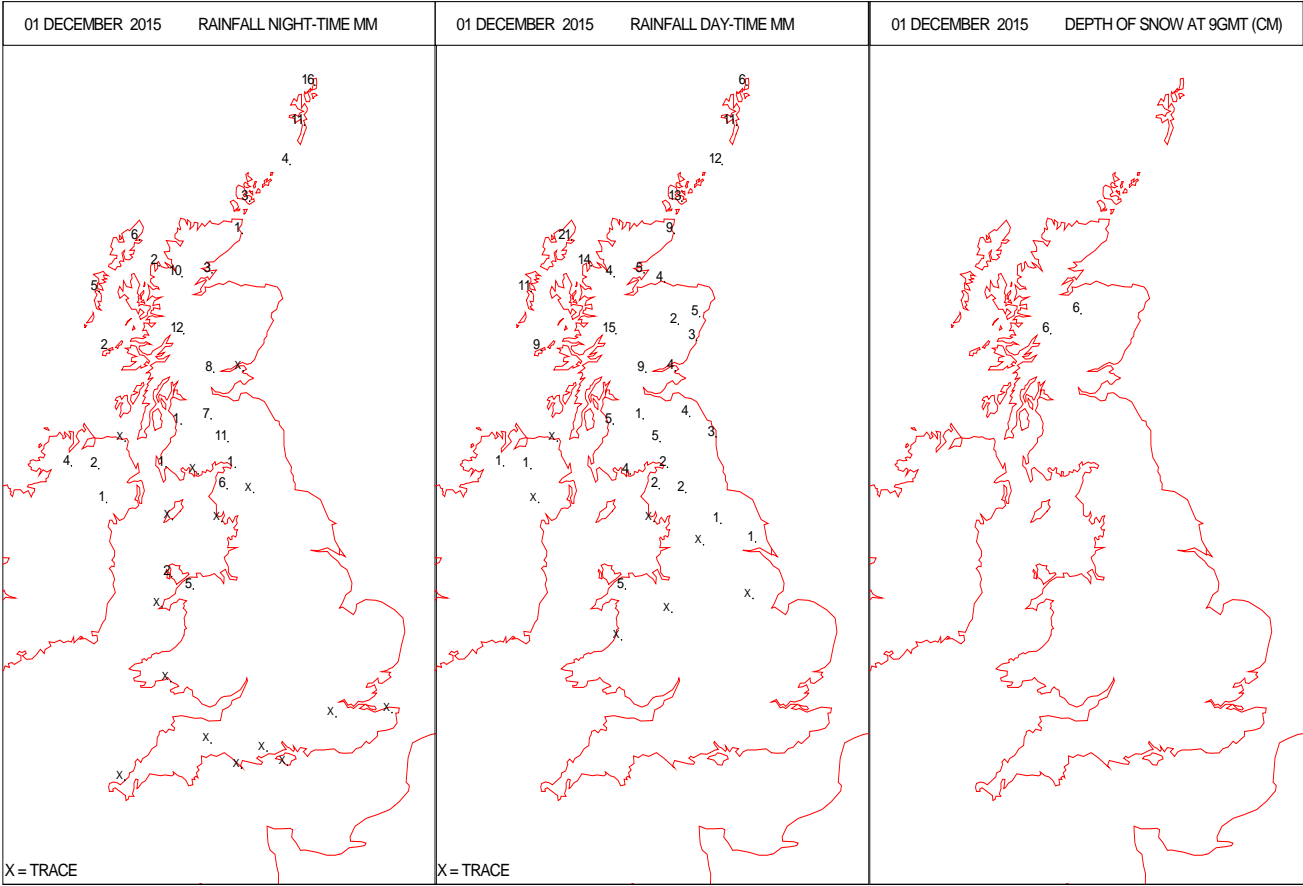 01 DECEMBER 2015 RAINFALL NIGHT-TIME MM
16
11
4
3
1
6
2
10
3
5
12
2
8 X
7
1
11
X
4 2
1 X 1
6 X
1
X X
2
5
X
X
X X
X X
X X
X
X = TRACE
01 DECEMBER 2015 RAINFALL DAY-TIME MM
6
11
12
13
9
21
14
4 8 4
11
5
2
15
3
9
9 4
1 4
5
3
X 5
1 1
4 2
2 2
X
X 1
X 1
5
X
X
X
X = TRACE
01 DECEMBER 2015 DEPTH OF SNOW AT 9GMT (CM)
6
6